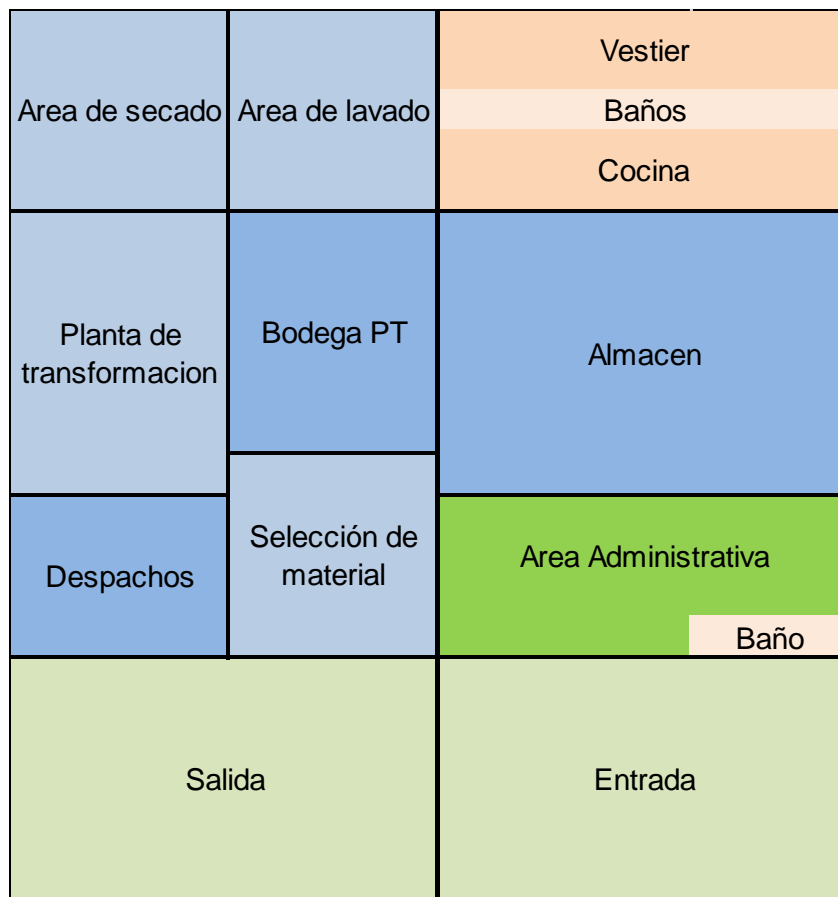 Vestier
Area de secado
Area de lavado
Baños
Cocina
Planta de
transformacion
Bodega PT
Almacen
Despachos
Selección de
material
Area Administrativa
Baño
Salida
Entrada